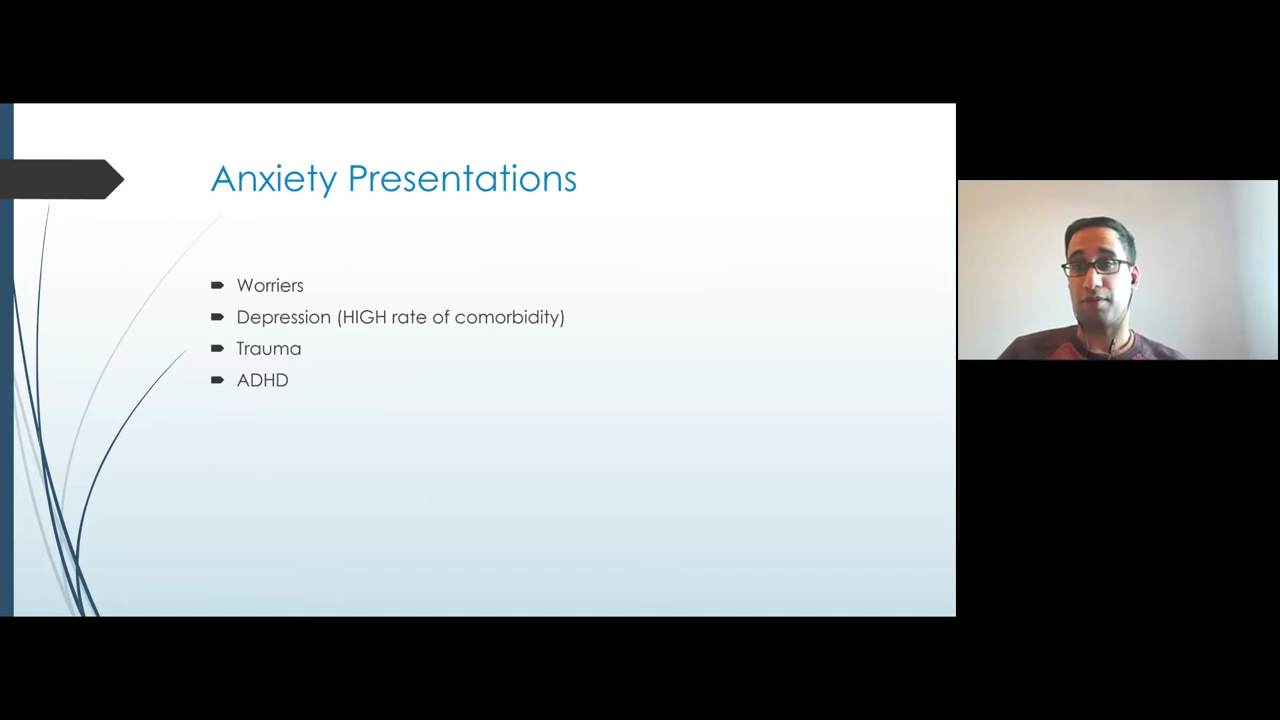 Anxiety Presentations
Worriers
Depression (HIGH rate of comorbidity)
Trauma
ADHD